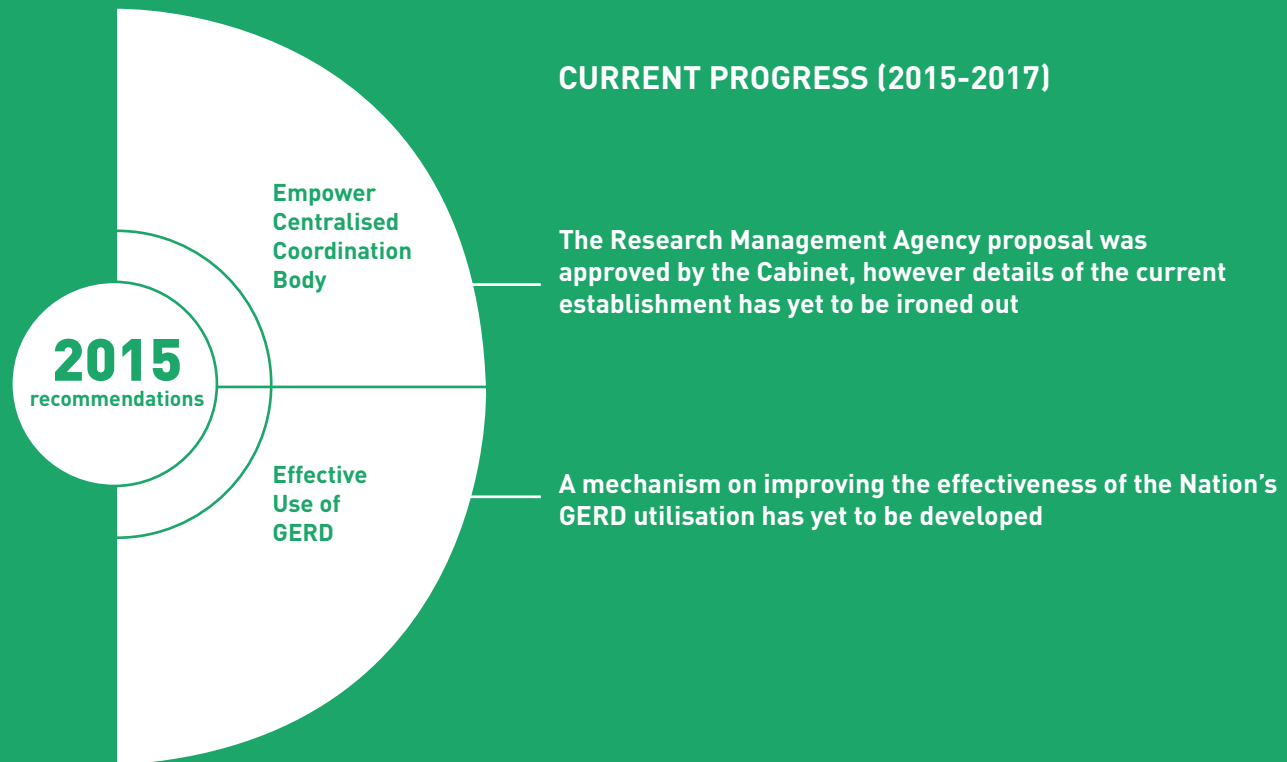 CURRENT PROGRESS (2015-2017)
2015
recommendations
Empower
Centralised
Coordination
Body
The Research Management Agency proposal was
approved by the Cabinet, however details of the current
establishment has yet to be ironed out
Effective
Use of
GERD
A mechanism on improving the effectiveness of the Nation’s
GERD utilisation has yet to be developed